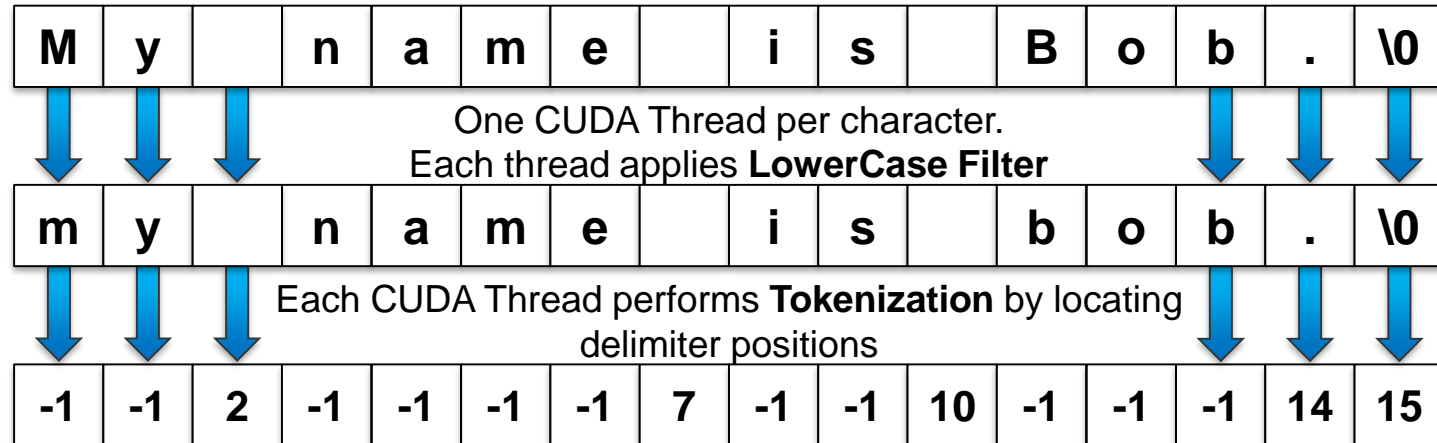 M y n a m e i s B o b . \0
One CUDA Thread per character.
Each thread applies LowerCase Filter
m y n a m e i s b o b . \0
Each CUDA Thread performs Tokenization by locating
delimiter positions
-1 -1 2 -1 -1 -1 -1 7 -1 -1 10 -1 -1 -1 14 15